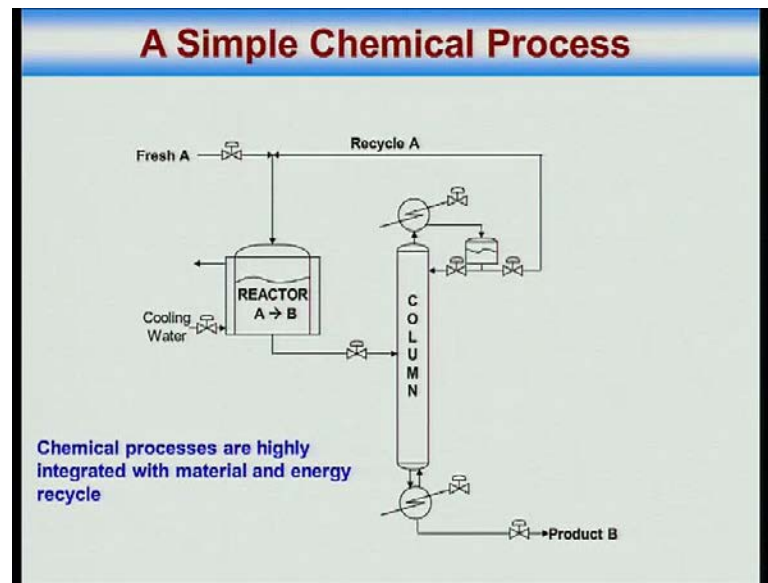 A Simple Chemical Process
Recycle A
Fresh A
REACTOR
A → B
Cooling
Water
C
O
L
U
M
N
Chemical processes are highly
integrated with material and energy
recycle
Product B